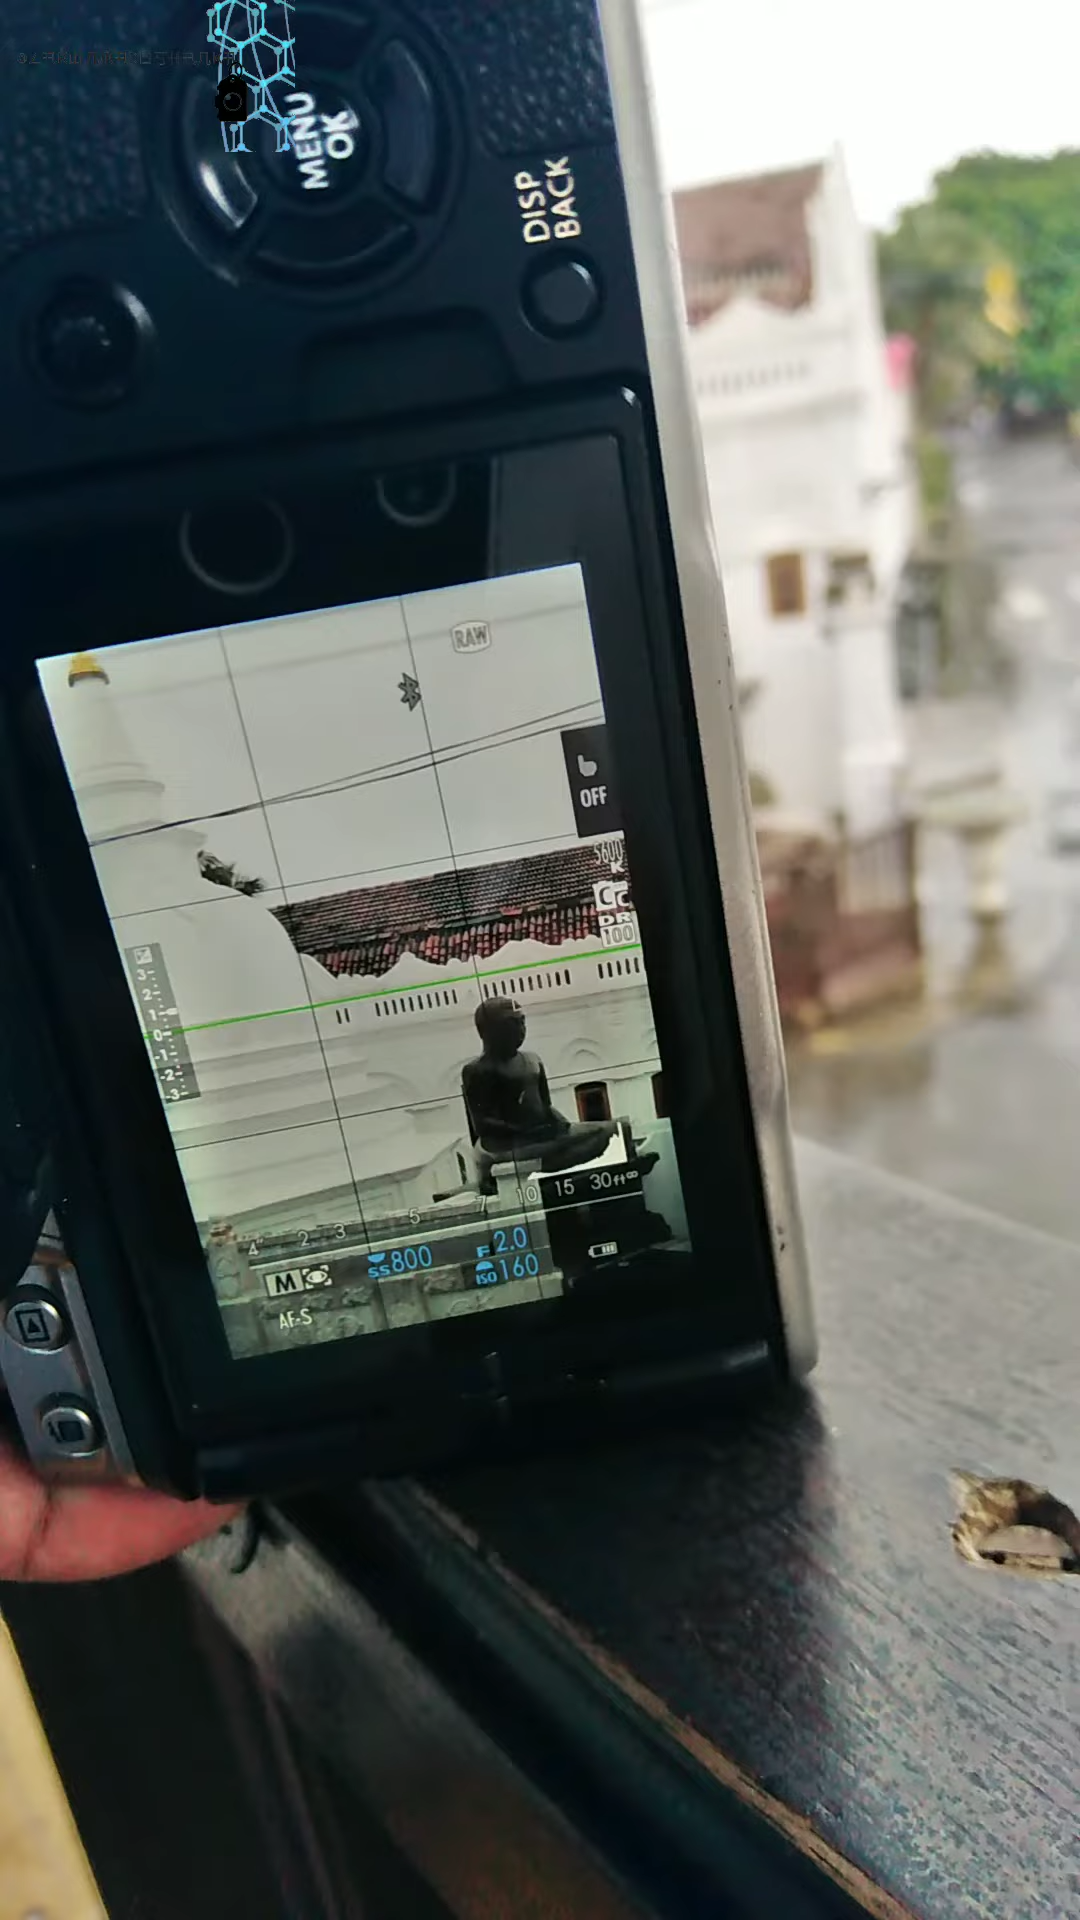 MENU
OK
DISP
BACK
RAW
OFF
5600
K
CC
DR
100
3
2
1
0
-1
-2
-3
4" 2 3 5 7 10 15 30ft∞
M SS800 F2.0
ISO160
AF-S